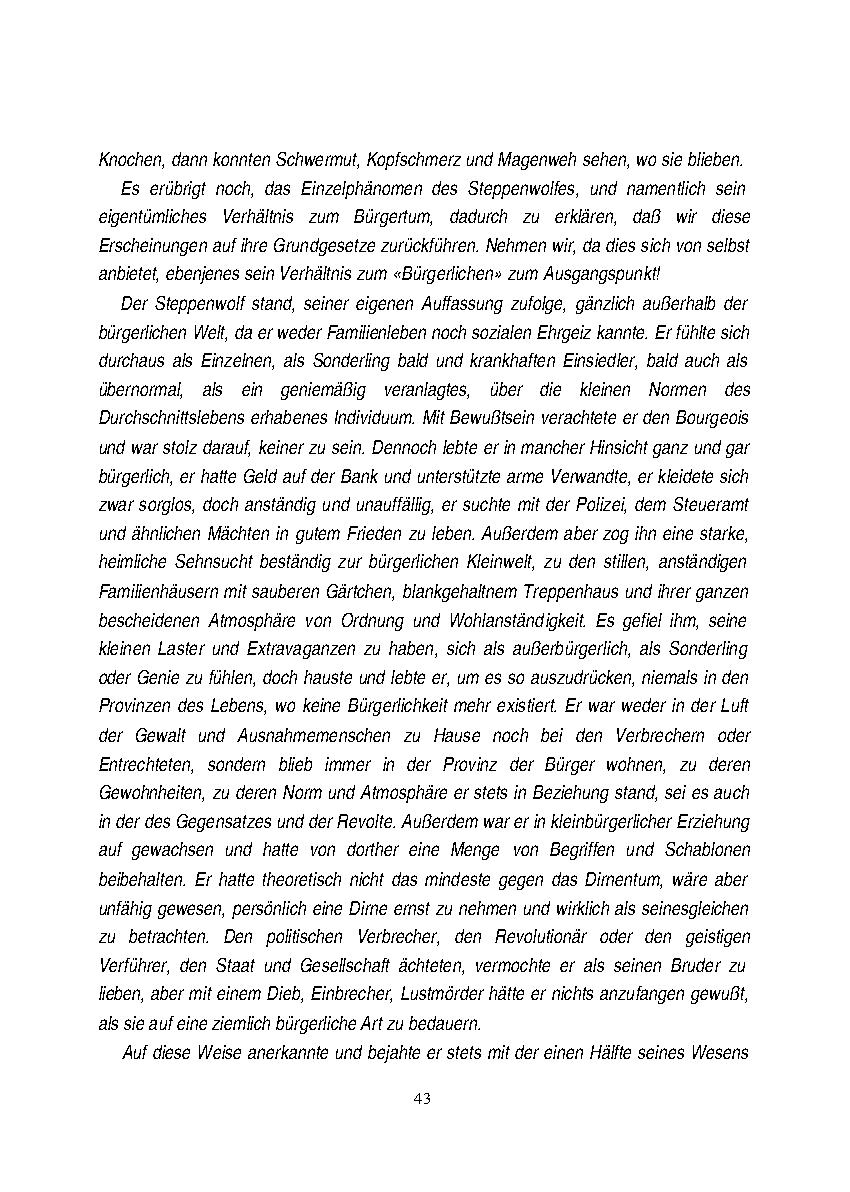 Knochen, dann konnten Schwermut, Kopfschmerz und Magenweh sehen, wo sie blieben.
Es erübrigt noch, das Einzelphänomen des Steppenwolfes, und namentlich sein
eigentümliches Verhältnis zum Bürgertum, dadurch zu erklären, daß wir diese
Erscheinungen auf ihre Grundgesetze zurückführen. Nehmen wir, da dies sich von selbst
anbietet, ebenjenes sein Verhältnis zum «Bürgerlichen» zum Ausgangspunkt!
Der Steppenwolf stand, seiner eigenen Auffassung zufolge, gänzlich außerhalb der
bürgerlichen Welt, da er weder Familienleben noch sozialen Ehrgeiz kannte. Er fühlte sich
durchaus als Einzelnen, als Sonderling bald und krankhaften Einsiedler, bald auch als
übernormal, als ein geniemäßig veranlagtes, über die kleinen Normen des
Durchschnittslebens erhabenes Individuum. Mit Bewußtsein verachtete er den Bourgeois
und war stolz darauf, keiner zu sein. Dennoch lebte er in mancher Hinsicht ganz und gar
bürgerlich, er hatte Geld auf der Bank und unterstützte arme Verwandte, er kleidete sich
zwar sorglos, doch anständig und unauffällig, er suchte mit der Polizei, dem Steueramt
und ähnlichen Mächten in gutem Frieden zu leben. Außerdem aber zog ihn eine starke,
heimliche Sehnsucht beständig zur bürgerlichen Kleinwelt, zu den stillen, anständigen
Familienhäusern mit sauberen Gärtchen, blankgehaltnem Treppenhaus und ihrer ganzen
bescheidenen Atmosphäre von Ordnung und Wohlanständigkeit. Es gefiel ihm, seine
kleinen Laster und Extravaganzen zu haben, sich als außerbürgerlich, als Sonderling
oder Genie zu fühlen, doch hauste und lebte er, um es so auszudrücken, niemals in den
Provinzen des Lebens, wo keine Bürgerlichkeit mehr existiert. Er war weder in der Luft
der Gewalt und Ausnahmemenschen zu Hause noch bei den Verbrechern oder
Entrechteten, sondern blieb immer in der Provinz der Bürger wohnen, zu deren
Gewohnheiten, zu deren Norm und Atmosphäre er stets in Beziehung stand, sei es auch
in der des Gegensatzes und der Revolte. Außerdem war er in kleinbürgerlicher Erziehung
auf gewachsen und hatte von dorther eine Menge von Begriffen und Schablonen
beibehalten. Er hatte theoretisch nicht das mindeste gegen das Dirnentum, wäre aber
unfähig gewesen, persönlich eine Dirne ernst zu nehmen und wirklich als seinesgleichen
zu betrachten. Den politischen Verbrecher, den Revolutionär oder den geistigen
Verführer, den Staat und Gesellschaft ächteten, vermochte er als seinen Bruder zu
lieben, aber mit einem Dieb, Einbrecher, Lustmörder hätte er nichts anzufangen gewußt,
als sie auf eine ziemlich bürgerliche Art zu bedauern.
Auf diese Weise anerkannte und bejahte er stets mit der einen Hälfte seines Wesens
43